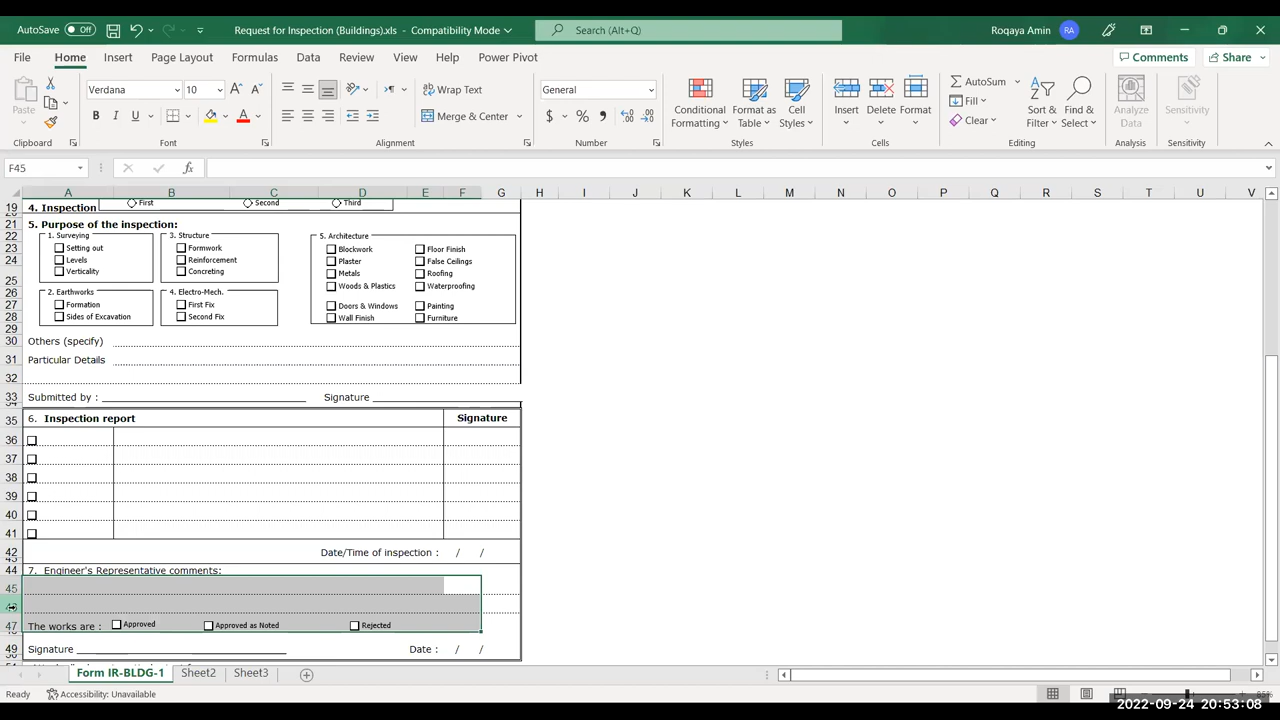 AutoSave Off Request for Inspection (Buildings).xls - Compatibility Mode Search (Alt+Q) Roqaya Amin RA
File Home Insert Page Layout Formulas Data Review View Help Power Pivot Comments Share
Verdana 10 Wrap Text General AutoSum
Paste Conditional Formatting Format as Table Cell Styles Insert Delete Format Fill Sort & Filter Find & Select Analyze Data Sensitivity
B I U Merge & Center $ % Clear
Clipboard Font Alignment Number Styles Cells Editing Analysis Sensitivity
F45 fx
A B C D E F G H I J K L M N O P Q R S T U V
19 4. Inspection First Second Third
21 5. Purpose of the inspection:
22 1. Surveying 3. Structure 5. Architecture
23 Setting out Formwork Blockwork Floor Finish
24 Levels Reinforcement Plaster False Ceilings
Verticality Concreting Metals Roofing
25 Woods & Plastics Waterproofing
26 2. Earthworks 4. Electro-Mech.
27 Formation First Fix Doors & Windows Painting
28 Sides of Excavation Second Fix Wall Finish Furniture
29
30 Others (specify)
31 Particular Details
32
33 Submitted by : Signature
35 6. Inspection report Signature
36
37
38
39
40
41
42 Date/Time of inspection : / /
44 7. Engineer's Representative comments:
45
46
47 The works are : Approved Approved as Noted Rejected
49 Signature Date : / /
Form IR-BLDG-1 Sheet2 Sheet3
Ready Accessibility: Unavailable
2022-09-24 20:53:08